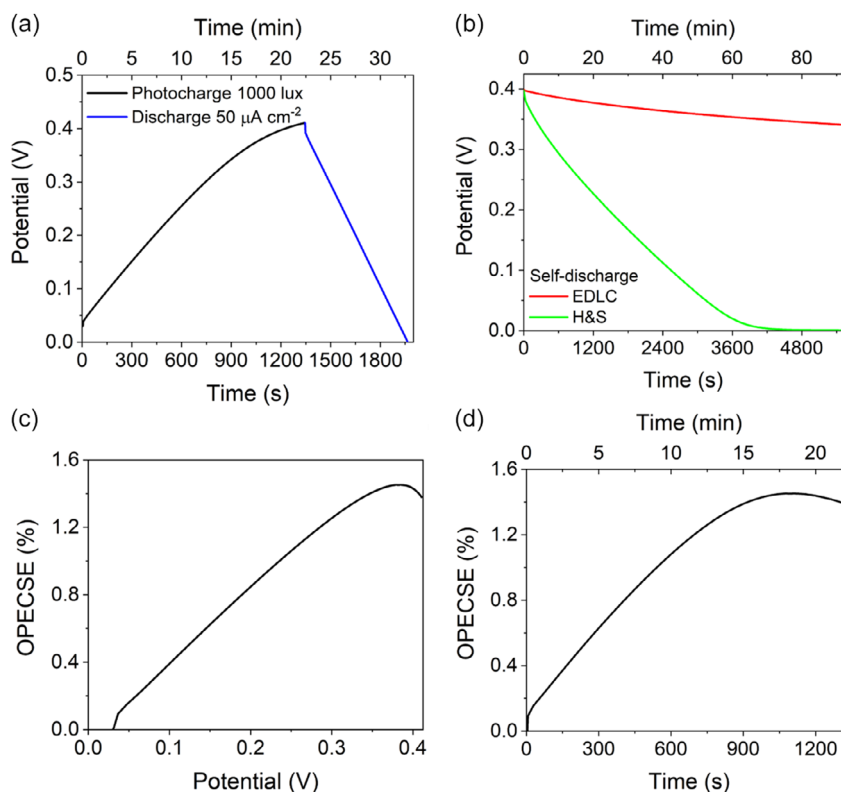 (a)
Time (min)
0 10 20 30
0.5
0.4
0.3
0.2
0.1
0.0
Potential (V)
Photocharge 1000 lux
Discharge 50 μA cm⁻²
0 300 600 900 1200 1500 1800
Time (s)
(b)
Time (min)
0 20 40 60 80
0.4
0.3
0.2
0.1
0.0
Potential (V)
Self-discharge
EDLC
H&S
0 1200 2400 3600 4800
Time (s)
(c)
1.6
1.2
0.8
0.4
0.0
OPECSE (%)
0.0 0.1 0.2 0.3 0.4
Potential (V)
(d)
Time (min)
0 5 10 15 20
1.6
1.2
0.8
0.4
0.0
OPECSE (%)
0 300 600 900 1200
Time (s)